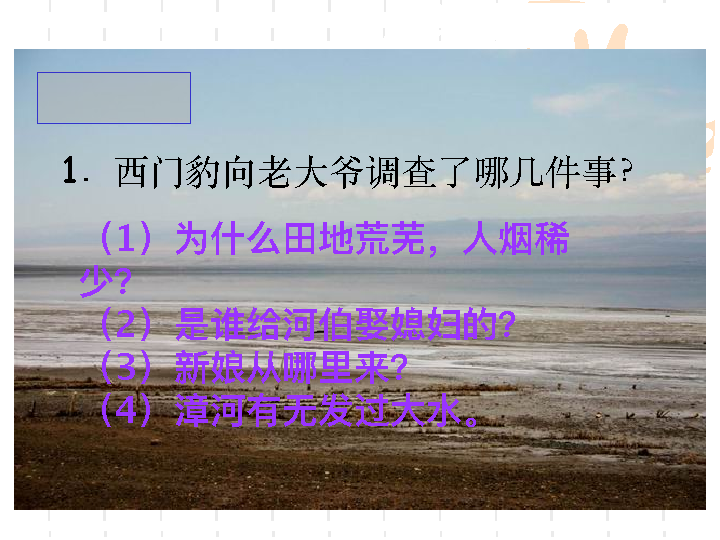 1．西门豹向老大爷调查了哪几件事？
（1）为什么田地荒芜，人烟稀
少？
（2）是谁给河伯娶媳妇的？
（3）新娘从哪里来？
（4）漳河有无发过大水。